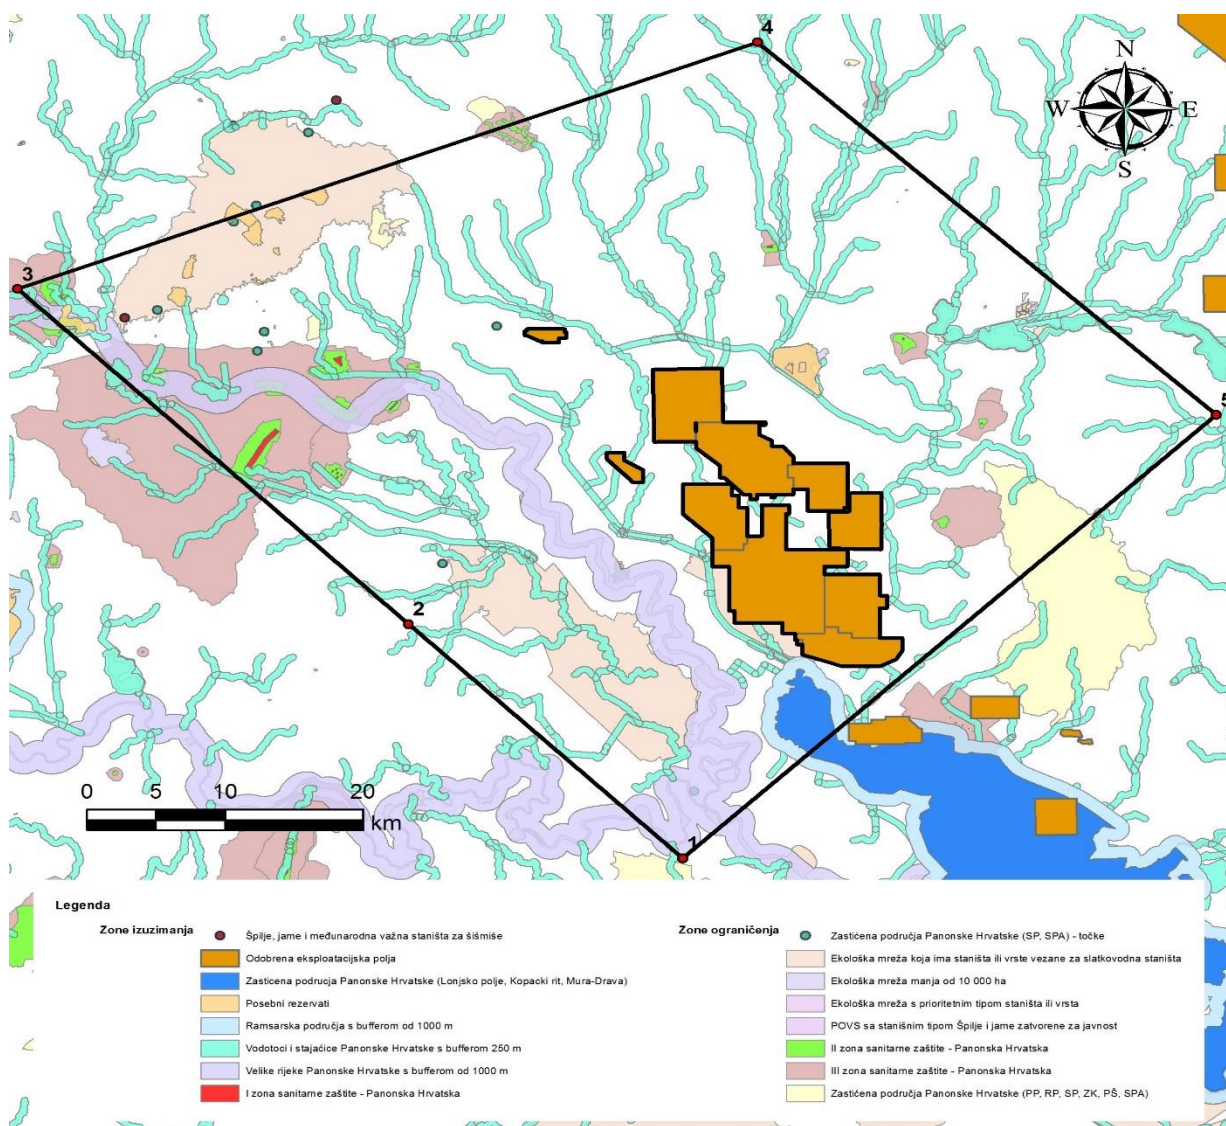 4
N
W
E
S
3
5
2
1
0
5
10
20
km
Legenda
Zone izuzimanja
Špilje, jame i međunarodna važna staništa za šišmiše
Odobrena eksploatacijska polja
Zasticena podrucja Panonske Hrvatske (Lonjsko polje, Kopacki rit, Mura-Drava)
Posebni rezervati
Ramsarska područja s bufferom od 1000 m
Vodotoci i stajaćice Panonske Hrvatske s bufferom 250 m
Velike rijeke Panonske Hrvatske s bufferom od 1000 m
I zona sanitarne zaštite - Panonska Hrvatska
Zone ograničenja
Zastićena područja Panonske Hrvatske (SP, SPA) - točke
Ekološka mreža koja ima staništa ili vrste vezane za slatkovodna staništa
Ekološka mreža manja od 10 000 ha
Ekološka mreža s prioritetnim tipom staništa ili vrsta
POVS sa stanišnim tipom Špilje i jame zatvorene za javnost
II zona sanitarne zaštite - Panonska Hrvatska
III zona sanitarne zaštite - Panonska Hrvatska
Zastićena područja Panonske Hrvatske (PP, RP, SP, ZK, PŠ, SPA)